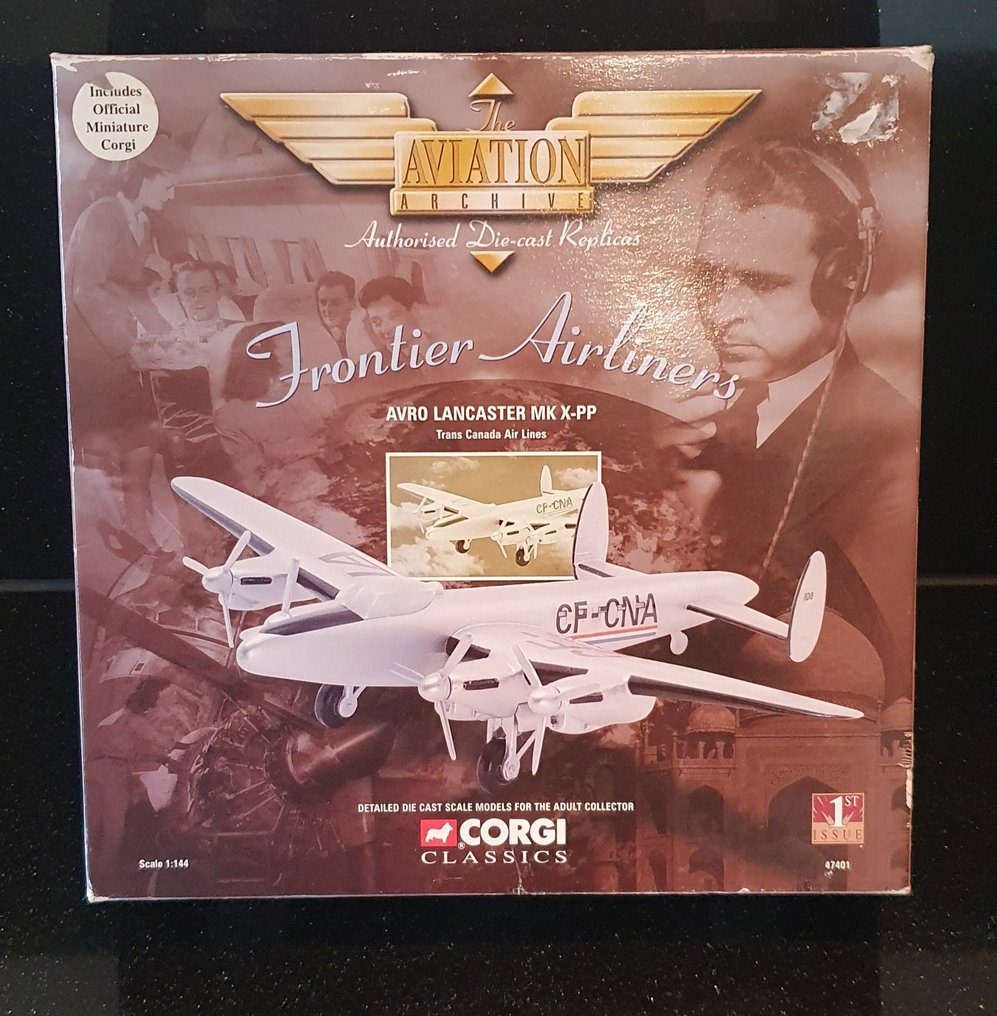 Includes
Official
Miniature
Corgi
The
AVIATION
ARCHIVE
Authorised Die-cast Replicas
Frontier Airliners
AVRO LANCASTER MK X-PP
Trans Canada Air Lines
CF-CNA
CF-CNA
108
DETAILED DIE CAST SCALE MODELS FOR THE ADULT COLLECTOR
CORGI
CLASSICS
1ST
ISSUE
Scale 1:144
47401